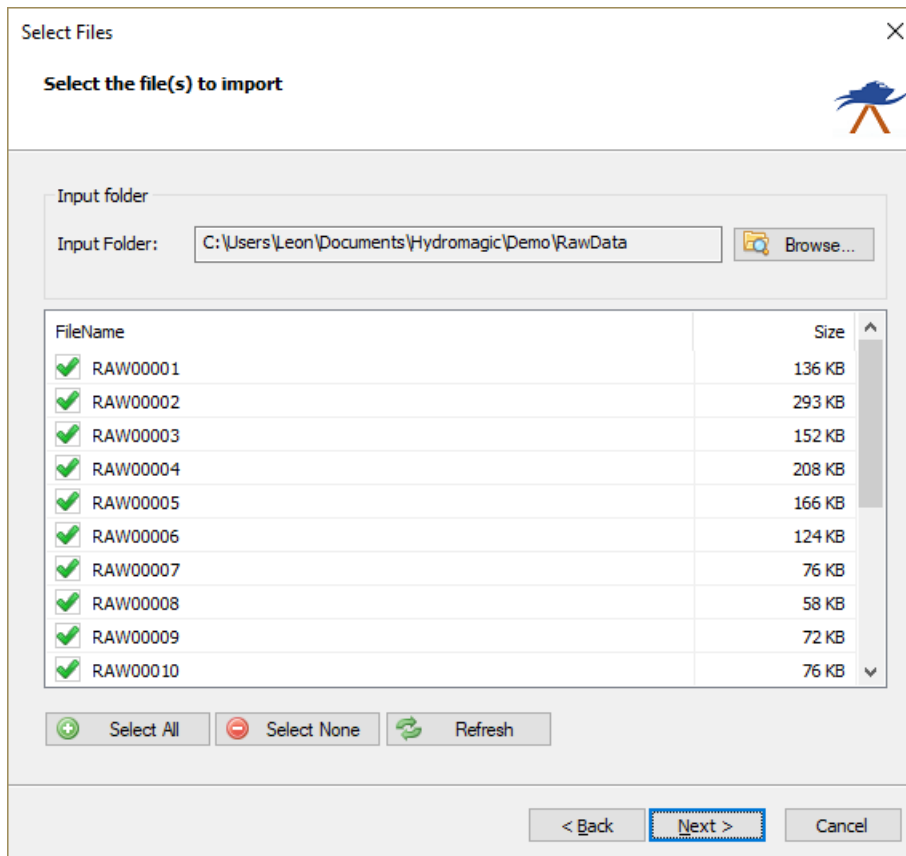 Select Files
Select the file(s) to import
Input folder
Input Folder: C:\Users\Leon\Documents\Hydromagic\Demo\RawData Browse...
FileName Size
RAW00001 136 KB
RAW00002 293 KB
RAW00003 152 KB
RAW00004 208 KB
RAW00005 166 KB
RAW00006 124 KB
RAW00007 76 KB
RAW00008 58 KB
RAW00009 72 KB
RAW00010 76 KB
Select All Select None Refresh
< Back Next > Cancel